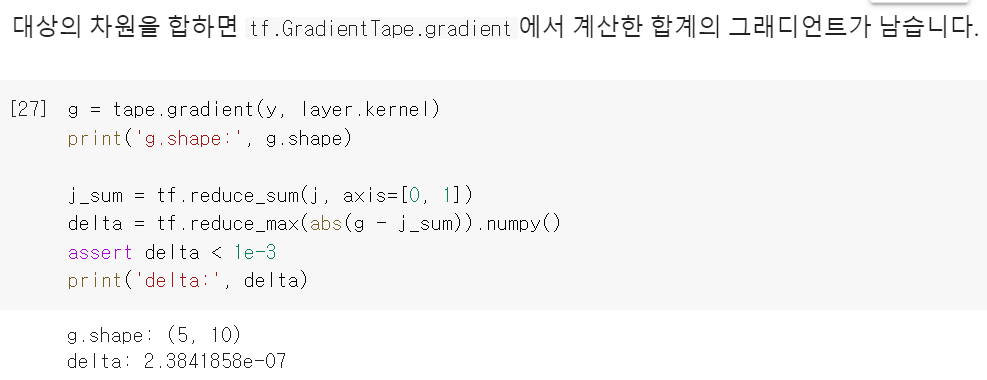 대상의 차원을 합하면 tf.GradientTape.gradient 에서 계산한 합계의 그래디언트가 남습니다.
[27] g = tape.gradient(y, layer.kernel)
print('g.shape:', g.shape)
j_sum = tf.reduce_sum(j, axis=[0, 1])
delta = tf.reduce_max(abs(g - j_sum)).numpy()
assert delta < 1e-3
print('delta:', delta)
g.shape: (5, 10)
delta: 2.3841858e-07